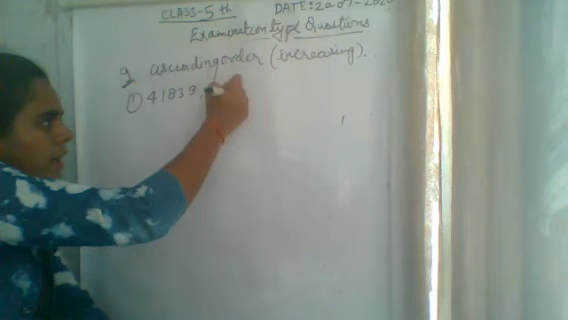 CLASS-5th DATE:2
Examination type Questions
ascending order (increasing).
① 41839,